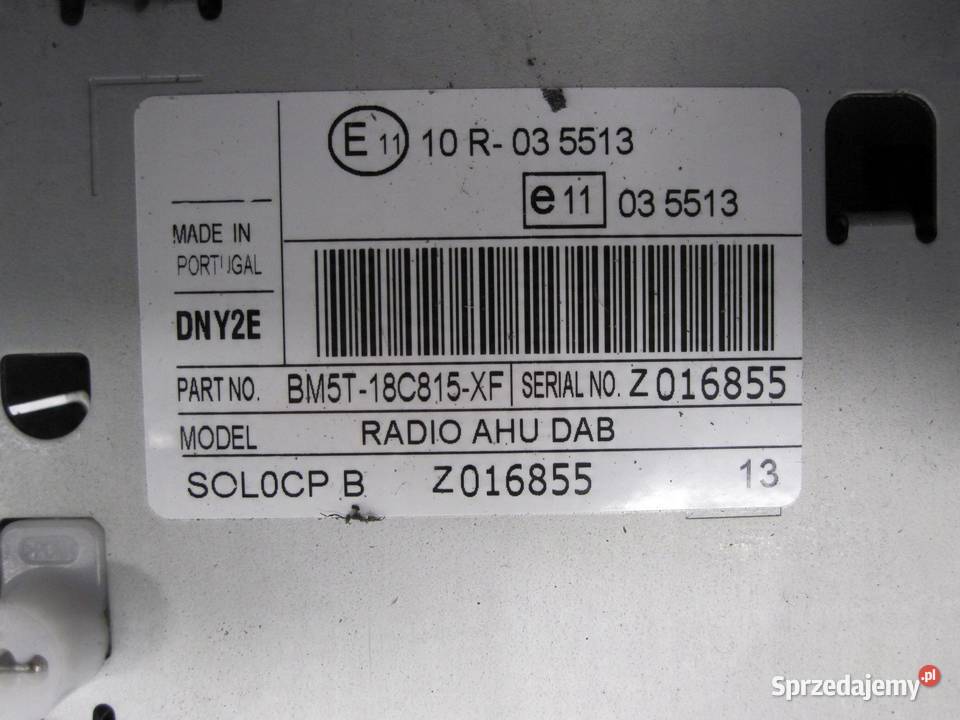 E 11 10 R- 03 5513
e 11 03 5513
MADE IN
PORTUGAL
DNY2E
PART NO. BM5T-18C815-XF SERIAL NO. Z016855
MODEL RADIO AHU DAB
SOL0CP B Z016855 13
Sprzedajemy.pl